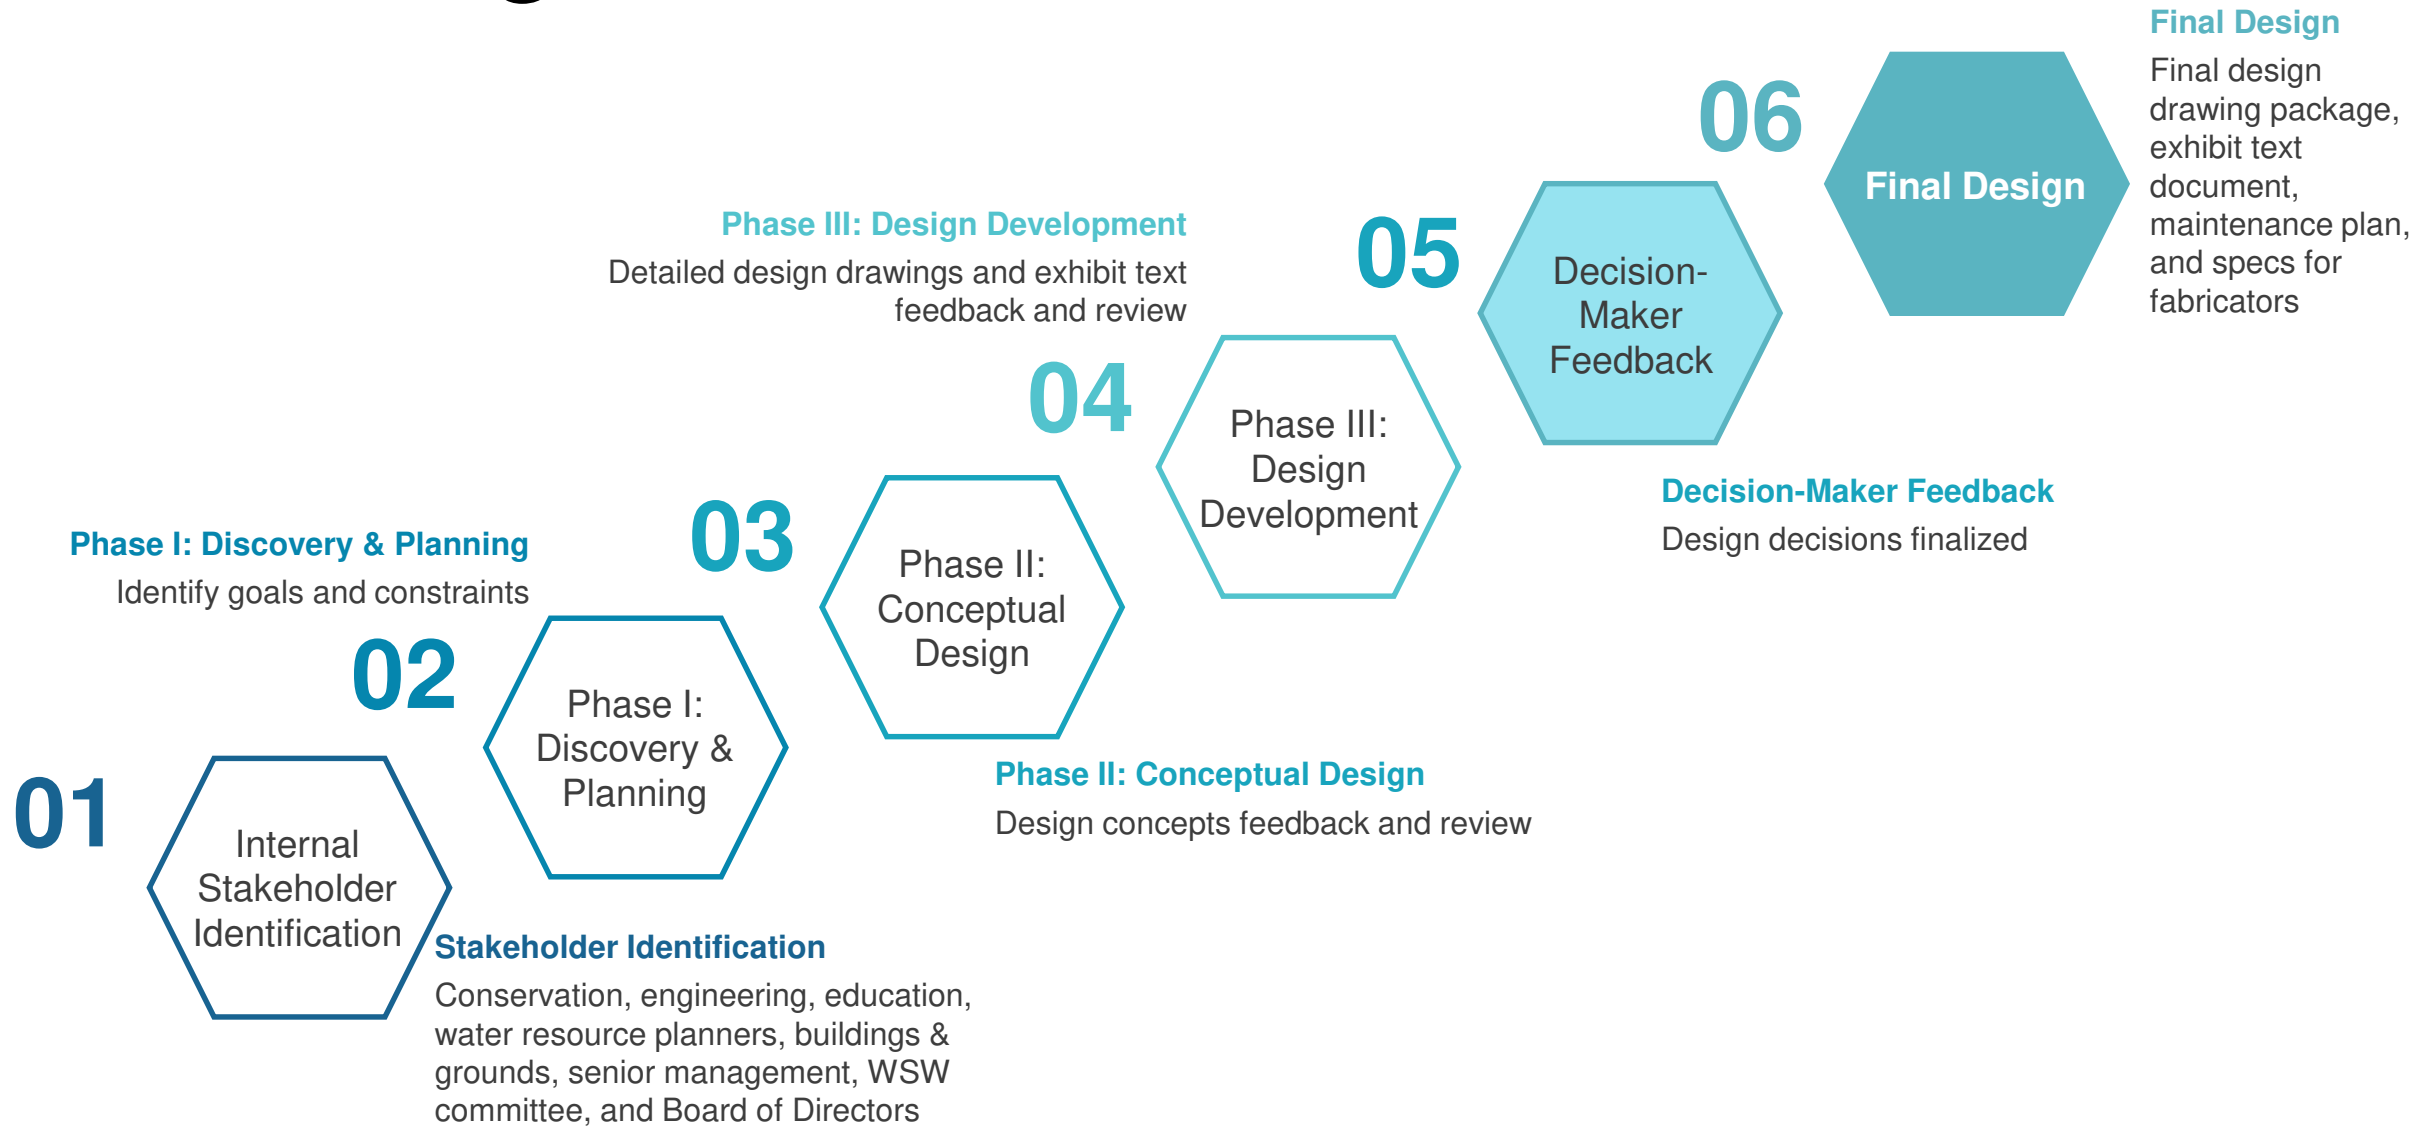 01
Internal
Stakeholder
Identification
Stakeholder Identification
Conservation, engineering, education,
water resource planners, buildings &
grounds, senior management, WSW
committee, and Board of Directors
02
Phase I: Discovery & Planning
Identify goals and constraints
Phase I:
Discovery &
Planning
03
Phase II:
Conceptual
Design
Phase II: Conceptual Design
Design concepts feedback and review
04
Phase III: Design Development
Detailed design drawings and exhibit text
feedback and review
Phase III:
Design
Development
05
Decision-
Maker
Feedback
Decision-Maker Feedback
Design decisions finalized
06
Final Design
Final Design
Final design
drawing package,
exhibit text
document,
maintenance plan,
and specs for
fabricators